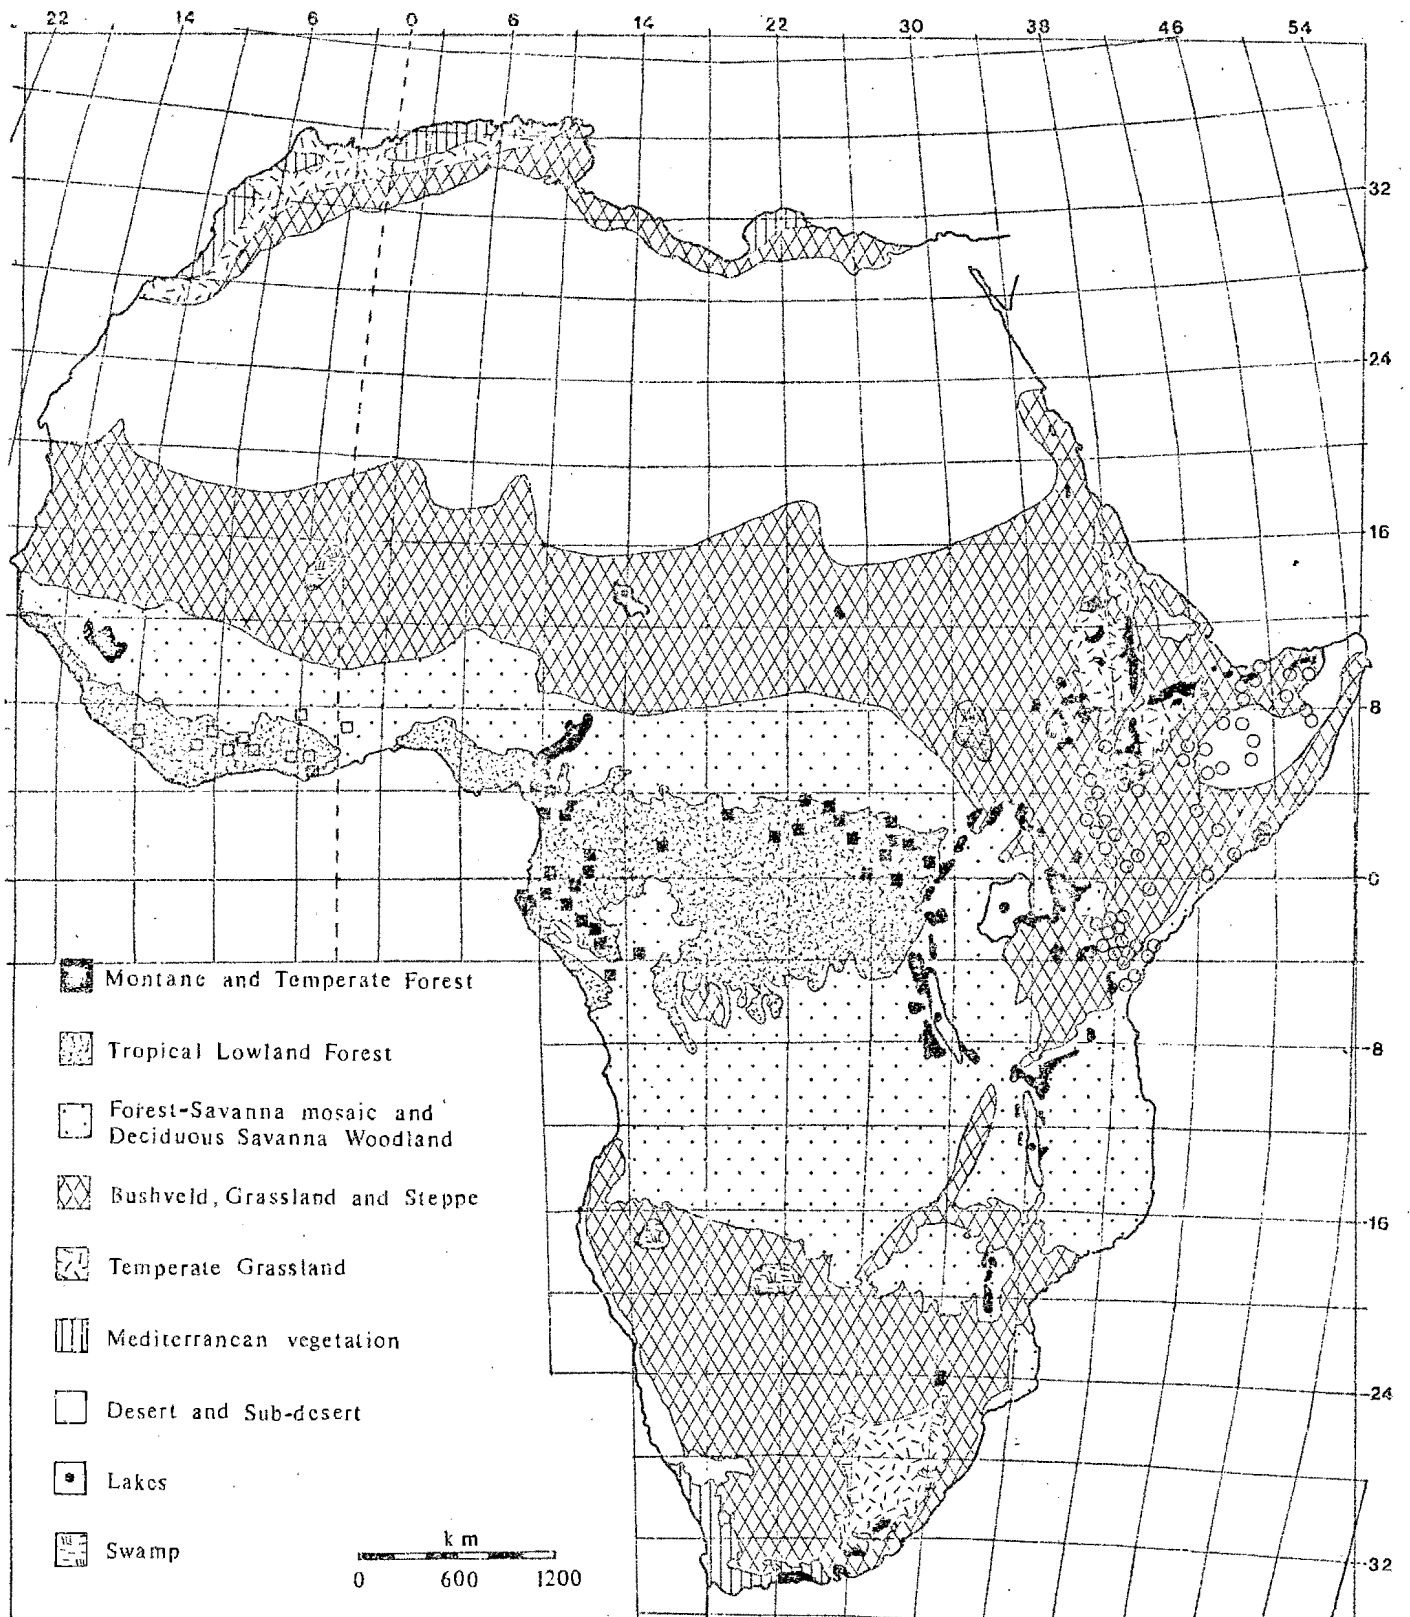 22 14 6 0 6 14 22 30 38 46 54
32
24
16
8
0
8
16
24
32
Montane and Temperate Forest
Tropical Lowland Forest
Forest-Savanna mosaic and
Deciduous Savanna Woodland
Bushveld, Grassland and Steppe
Temperate Grassland
Mediterranean vegetation
Desert and Sub-desert
Lakes
Swamp
km
0 600 1200